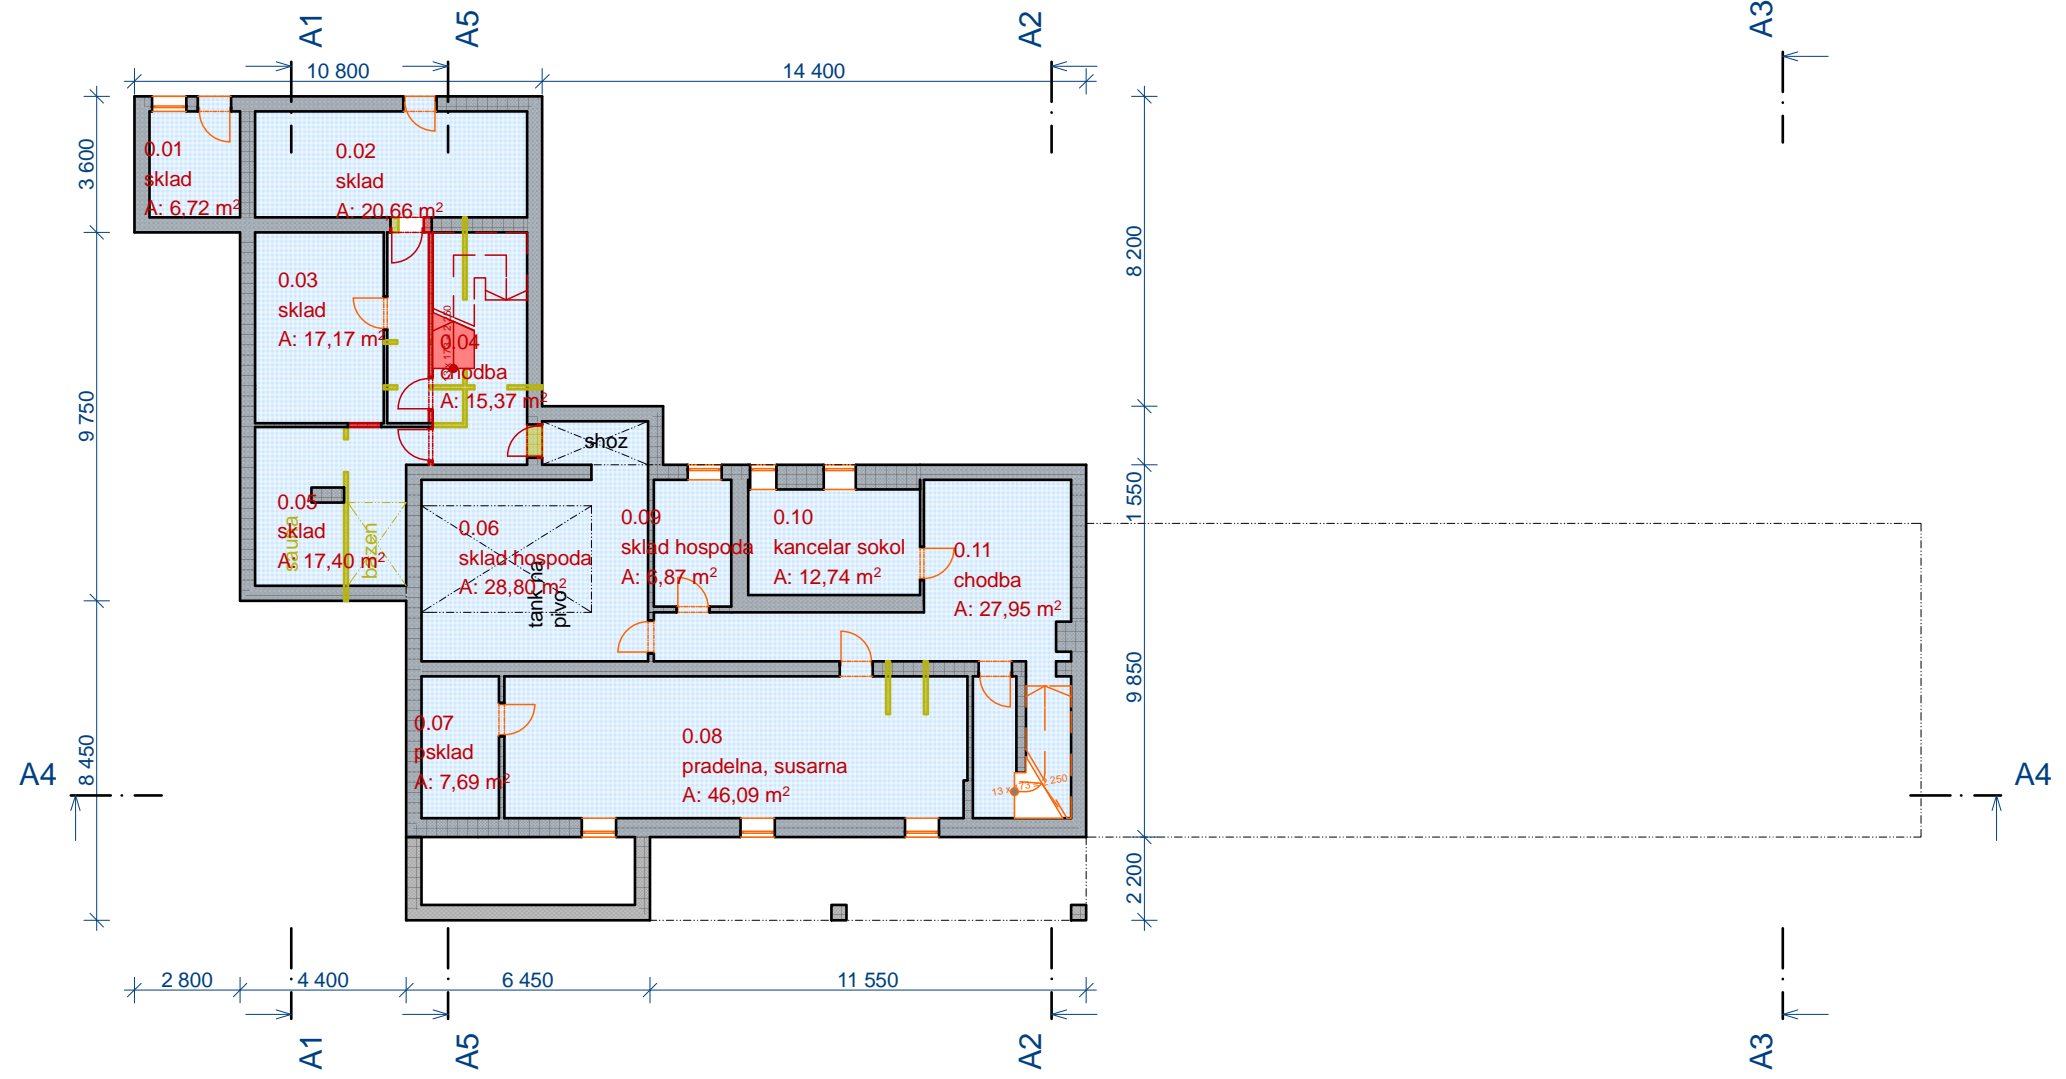 A1
A5
A2
A3
10 800
14 400
3 600
9 750
8 450
8 200
1 550
9 850
2 200
0.01
sklad
A: 6,72 m²
0.02
sklad
A: 20,66 m²
0.03
sklad
A: 17,17 m²
0.04
chodba
A: 15,37 m²
shoz
0.05
sklad
A: 17,40 m²
sauna
bazen
0.06
sklad hospoda
A: 28,80 m²
tank na
pivo
0.09
sklad hospoda
A: 6,87 m²
0.10
kancelar sokol
A: 12,74 m²
0.11
chodba
A: 27,95 m²
0.07
psklad
A: 7,69 m²
0.08
pradelna, susarna
A: 46,09 m²
13 x 173 = 2 250
A4
A4
2 800
4 400
6 450
11 550
A1
A5
A2
A3